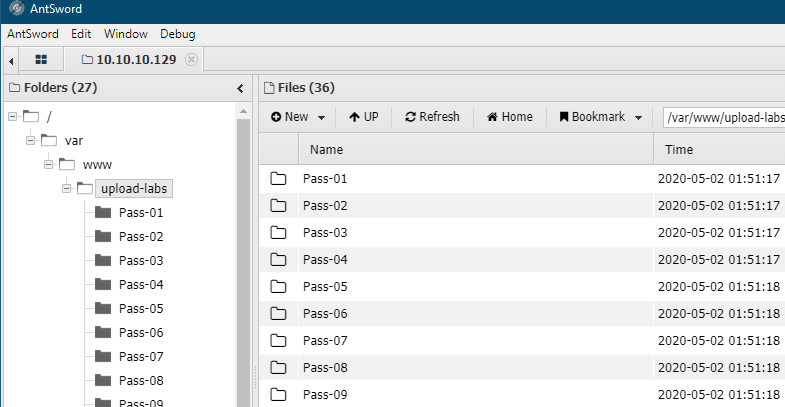 AntSword
AntSword Edit Window Debug
10.10.10.129
Folders (27)
Files (36)
New UP Refresh Home Bookmark /var/www/upload-labs
Name Time
/
var
www
upload-labs
Pass-01
Pass-02
Pass-03
Pass-04
Pass-05
Pass-06
Pass-07
Pass-08
Pass-09
Pass-01 2020-05-02 01:51:17
Pass-02 2020-05-02 01:51:17
Pass-03 2020-05-02 01:51:17
Pass-04 2020-05-02 01:51:17
Pass-05 2020-05-02 01:51:18
Pass-06 2020-05-02 01:51:18
Pass-07 2020-05-02 01:51:18
Pass-08 2020-05-02 01:51:18
Pass-09 2020-05-02 01:51:18